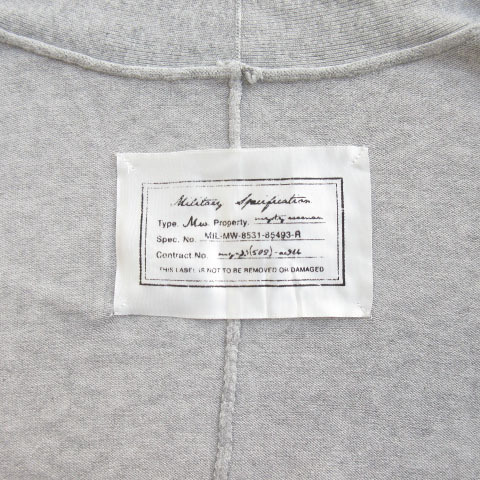 Military Specification
Type. Mw Property.
Spec. No. MIL-MW-8531-85493-R
Contract No.
THIS LABEL IS NOT TO BE REMOVED OR DAMAGED